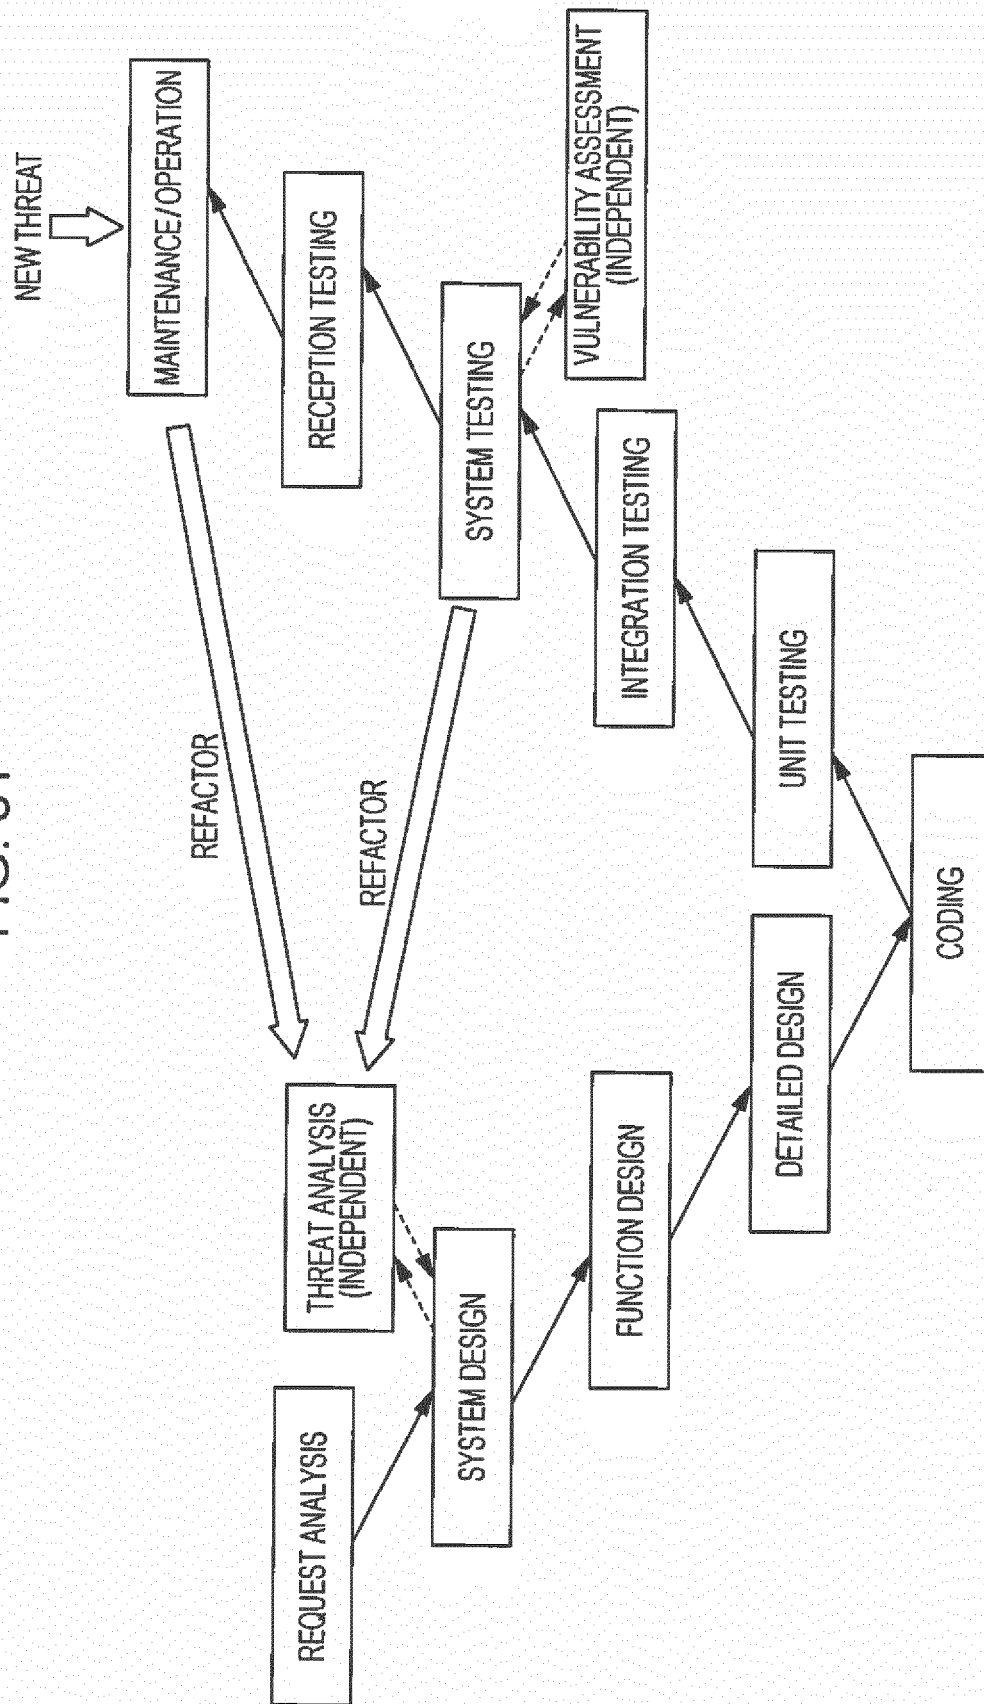 NEW THREAT
MAINTENANCE/OPERATION
REFACTOR
RECEPTION TESTING
REFACTOR
SYSTEM TESTING
VULNERABILITY ASSESSMENT
(INDEPENDENT)
THREAT ANALYSIS
(INDEPENDENT)
REQUEST ANALYSIS
SYSTEM DESIGN
INTEGRATION TESTING
FUNCTION DESIGN
UNIT TESTING
DETAILED DESIGN
CODING